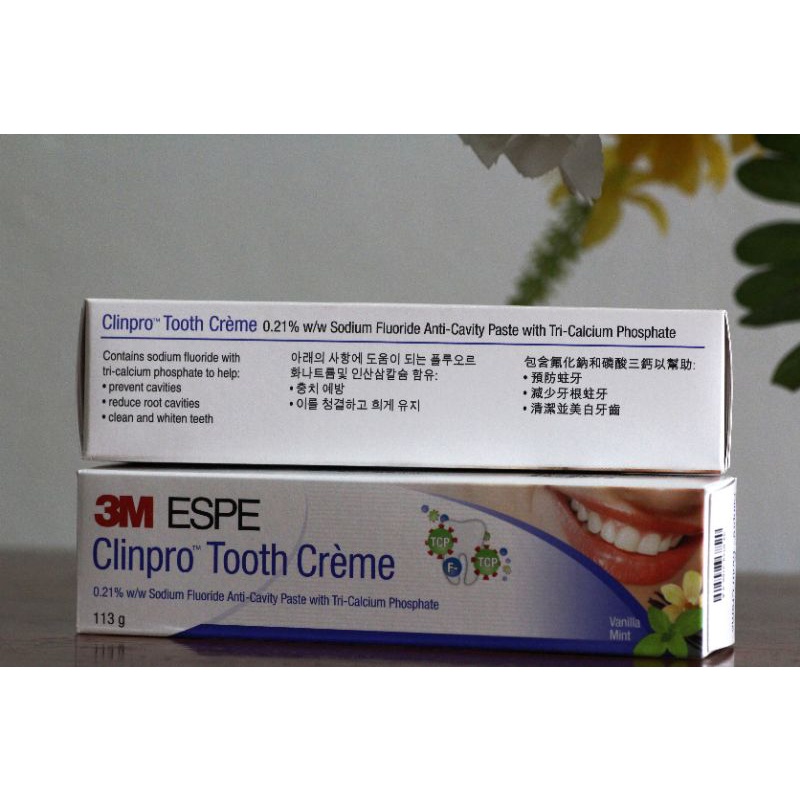 Clinpro™ Tooth Crème 0.21% w/w Sodium Fluoride Anti-Cavity Paste with Tri-Calcium Phosphate
Contains sodium fluoride with
tri-calcium phosphate to help:
• prevent cavities
• reduce root cavities
• clean and whiten teeth
아래의 사항에 도움이 되는 플루오르
화나트륨및 인산삼칼슘 함유:
• 충치 예방
• 이를 청결하고 희게 유지
包含氟化鈉和磷酸三鈣以幫助:
• 預防蛀牙
• 減少牙根蛀牙
• 清潔並美白牙齒
3M ESPE
Clinpro™ Tooth Crème
0.21% w/w Sodium Fluoride Anti-Cavity Paste with Tri-Calcium Phosphate
113 g
TCP
F-
TCP
Vanilla
Mint